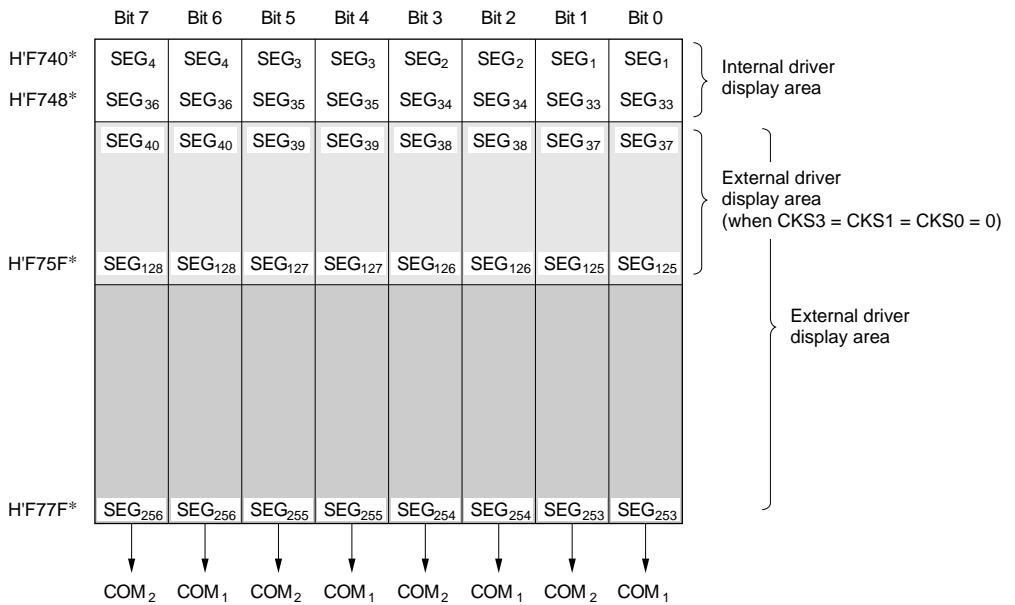 Bit 7 Bit 6 Bit 5 Bit 4 Bit 3 Bit 2 Bit 1 Bit 0
H'F740* SEG4 SEG4 SEG3 SEG3 SEG2 SEG2 SEG1 SEG1
H'F748* SEG36 SEG36 SEG35 SEG35 SEG34 SEG34 SEG33 SEG33
Internal driver
display area
SEG40 SEG40 SEG39 SEG39 SEG38 SEG38 SEG37 SEG37
External driver
display area
(when CKS3 = CKS1 = CKS0 = 0)
H'F75F* SEG128 SEG128 SEG127 SEG127 SEG126 SEG126 SEG125 SEG125
External driver
display area
H'F77F* SEG256 SEG256 SEG255 SEG255 SEG254 SEG254 SEG253 SEG253
COM2 COM1 COM2 COM1 COM2 COM1 COM2 COM1